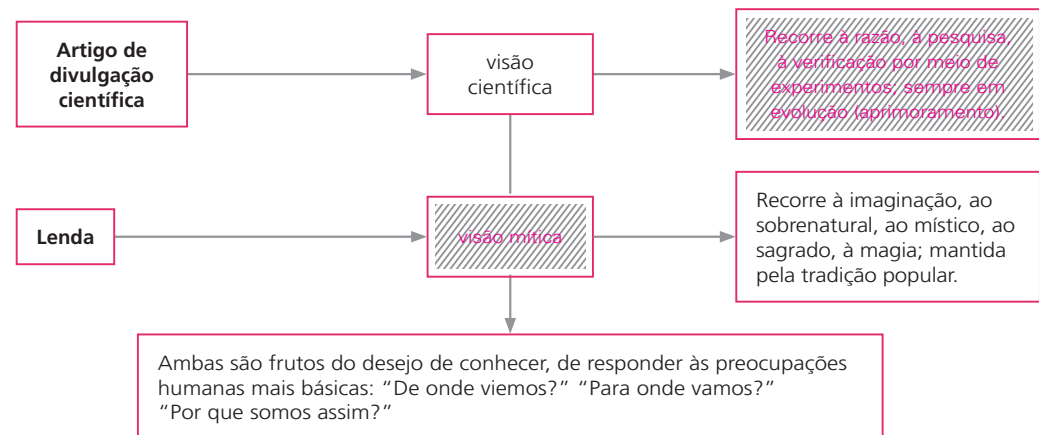 Artigo de
divulgação
científica
visão
científica
Recorre à razão, à pesquisa,
à verificação por meio de
experimentos; sempre em
evolução (aprimoramento).
Lenda
visão mítica
Recorre à imaginação, ao
sobrenatural, ao místico, ao
sagrado, à magia; mantida
pela tradição popular.
Ambas são frutos do desejo de conhecer, de responder às preocupações
humanas mais básicas: “De onde viemos?” “Para onde vamos?”
“Por que somos assim?”